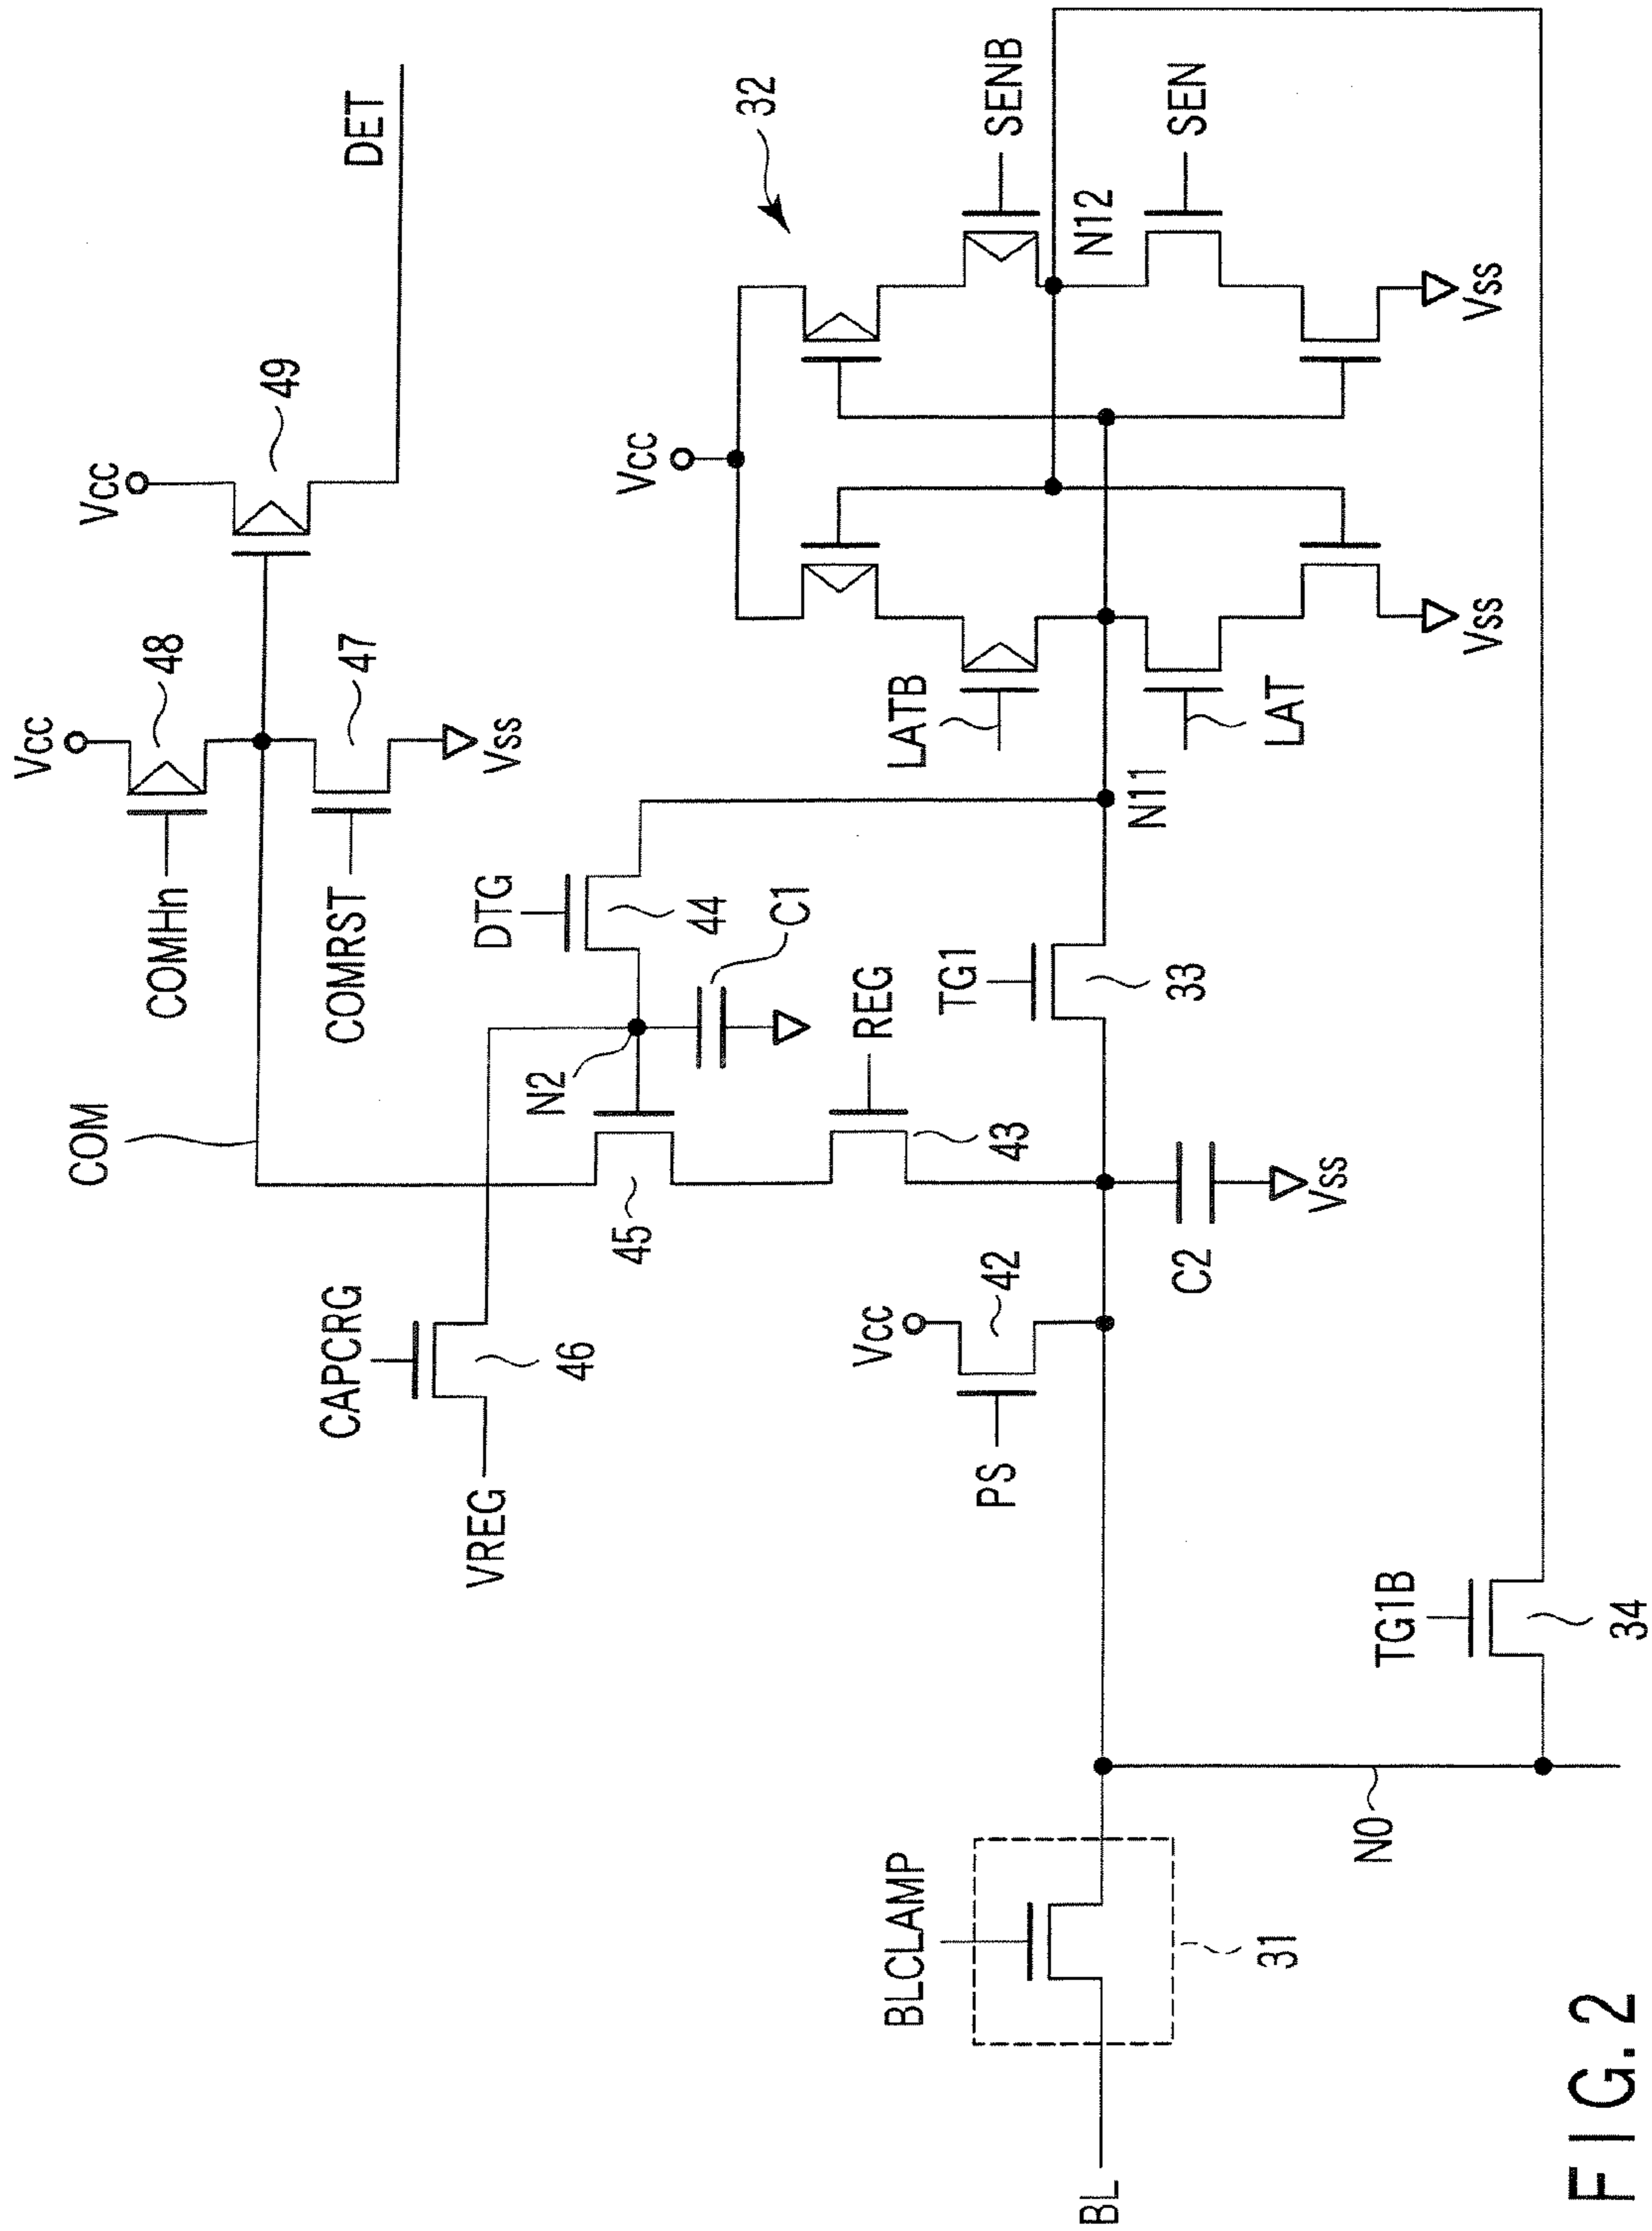 Vcc
COMHn
48
COMRST
47
Vss
Vcc
49
DET
COM
CAPCRG
VREG
46
N2
DTG
44
C1
45
REG
43
Vcc
PS
42
C2
Vss
TG1
33
N11
Vcc
32
LATB
LAT
SENB
N12
SEN
Vss
Vss
BLCLAMP
BL
31
N0
TG1B
34
FIG. 2